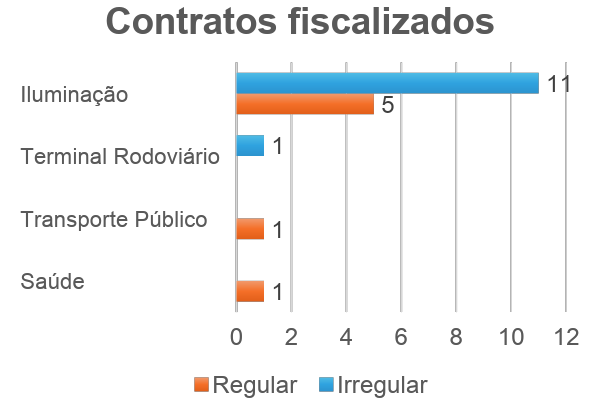 Contratos fiscalizados
Iluminação
11
5
Terminal Rodoviário
1
Transporte Público
1
Saúde
1
0 2 4 6 8 10 12
Regular Irregular